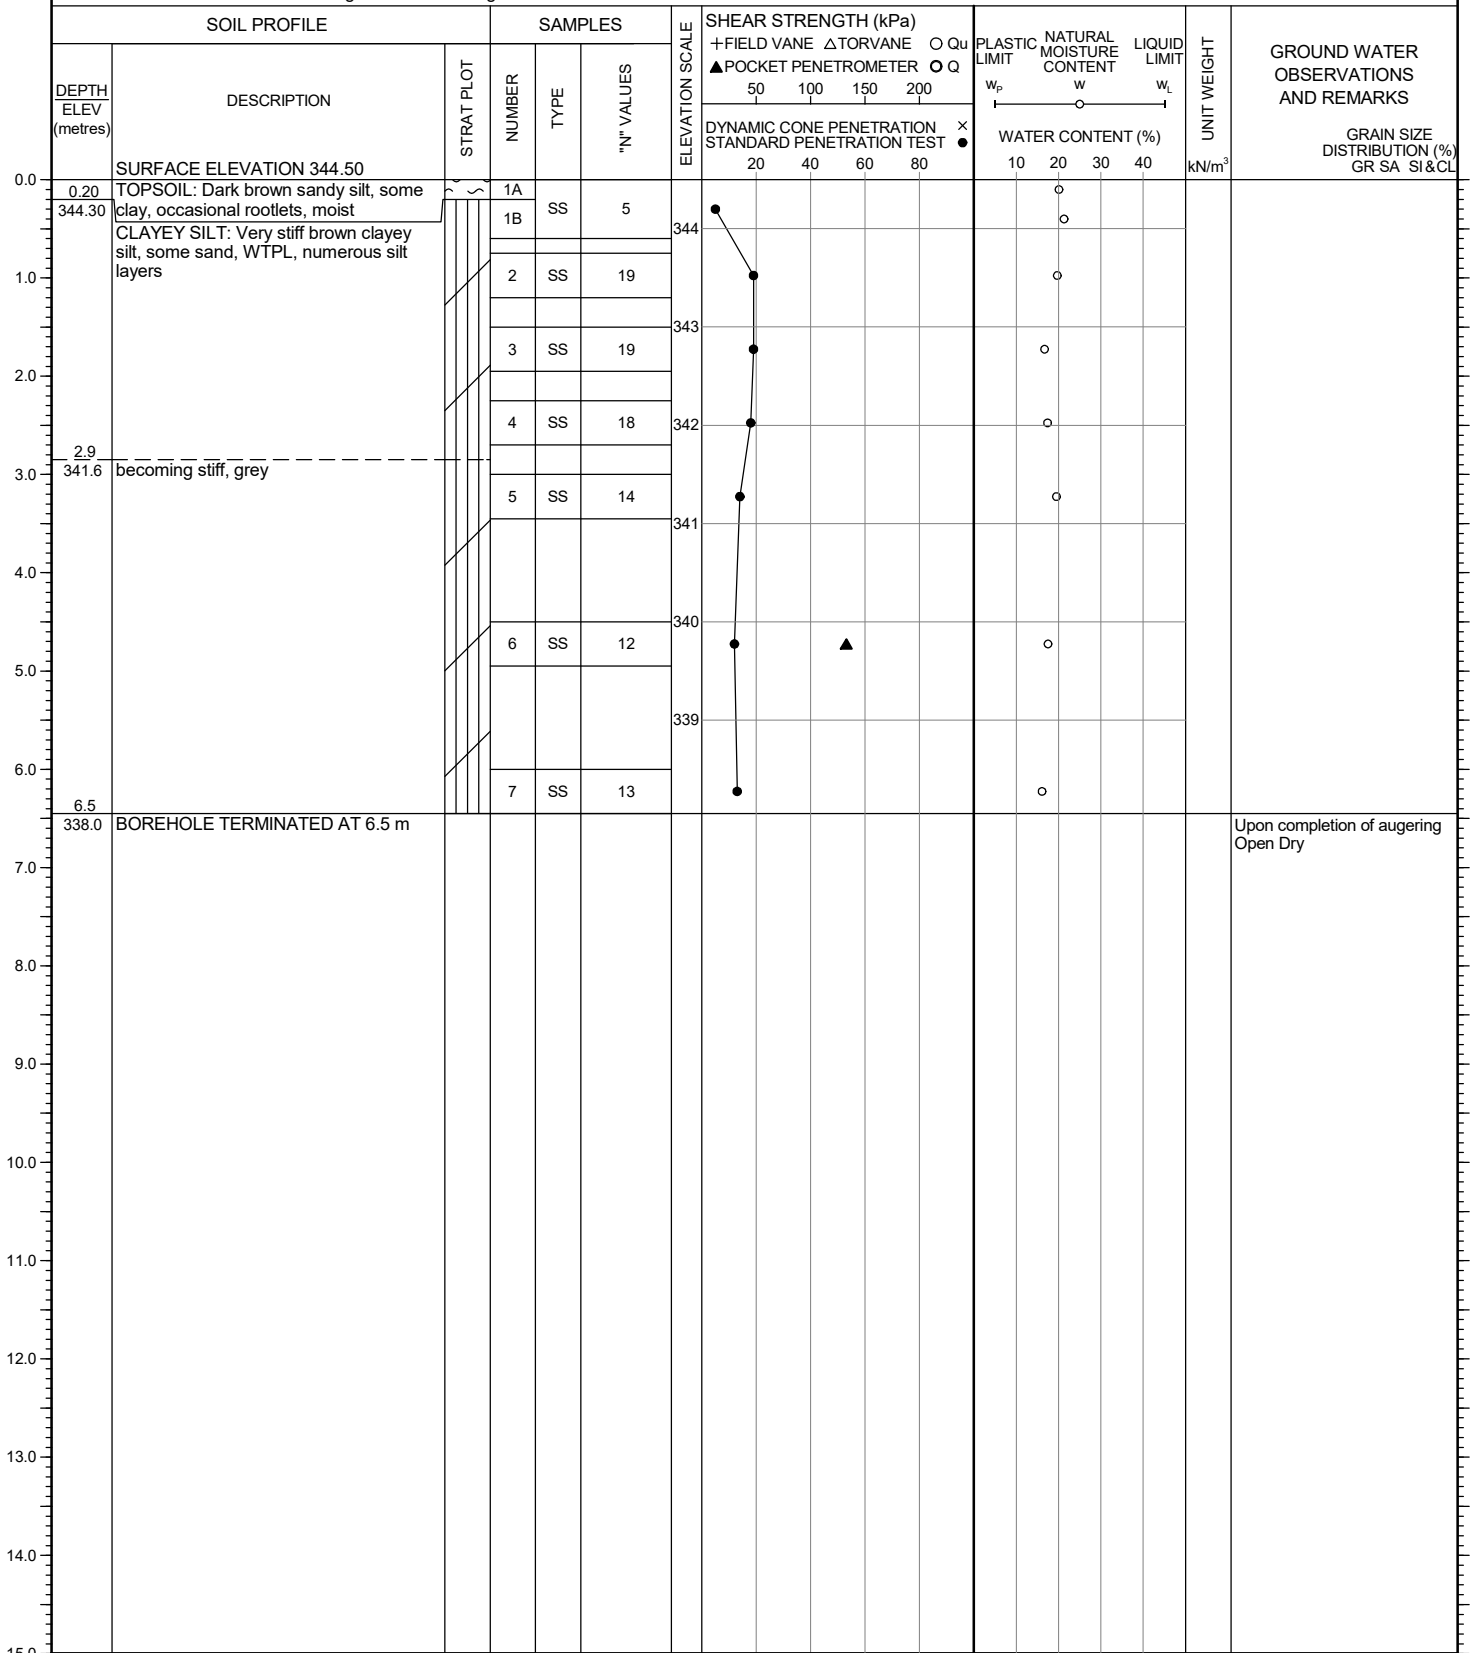 SOIL PROFILE
SAMPLES
ELEVATION SCALE
SHEAR STRENGTH (kPa)
+FIELD VANE △TORVANE ○ Qu
▲POCKET PENETROMETER O Q
50 100 150 200
DYNAMIC CONE PENETRATION ×
STANDARD PENETRATION TEST ●
20 40 60 80
PLASTIC LIMIT
NATURAL MOISTURE CONTENT
LIQUID LIMIT
WP W WL
WATER CONTENT (%)
10 20 30 40
UNIT WEIGHT
kN/m³
GROUND WATER
OBSERVATIONS
AND REMARKS
GRAIN SIZE
DISTRIBUTION (%)
GR SA SI&CL
DEPTH
ELEV
(metres)
DESCRIPTION
STRAT PLOT
NUMBER
TYPE
"N" VALUES
SURFACE ELEVATION 344.50
0.0
0.20 TOPSOIL: Dark brown sandy silt, some
344.30 clay, occasional rootlets, moist
1A
1B
SS 5
344
CLAYEY SILT: Very stiff brown clayey
silt, some sand, WTPL, numerous silt
layers
1.0
2 SS 19
343
3 SS 19
2.0
342
4 SS 18
2.9
341.6 becoming stiff, grey
3.0
5 SS 14
341
4.0
340
6 SS 12
5.0
339
6.0
7 SS 13
6.5
338.0 BOREHOLE TERMINATED AT 6.5 m
Upon completion of augering
Open Dry
7.0
8.0
9.0
10.0
11.0
12.0
13.0
14.0
15.0